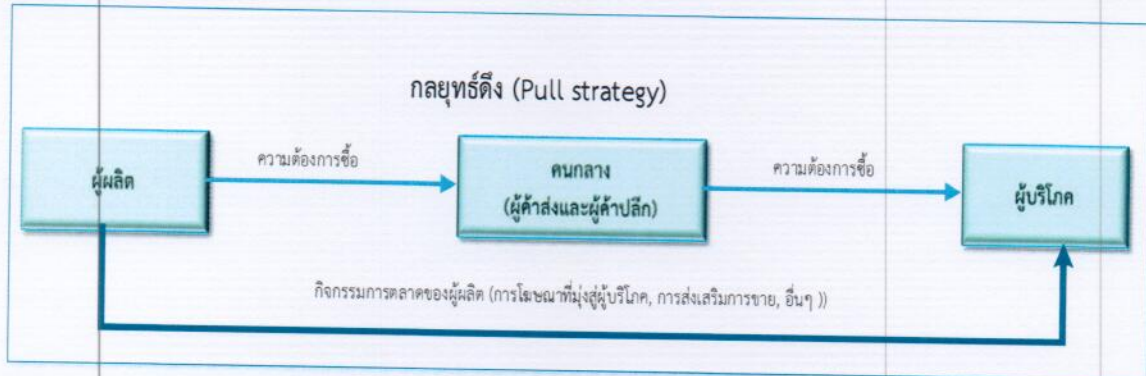 กลยุทธ์ดึง (Pull strategy)
ผู้ผลิต
ความต้องการซื้อ
คนกลาง
(ผู้ค้าส่งและผู้ค้าปลีก)
ความต้องการซื้อ
ผู้บริโภค
กิจกรรมการตลาดของผู้ผลิต (การโฆษณาที่มุ่งสู่ผู้บริโภค, การส่งเสริมการขาย, อื่นๆ ))